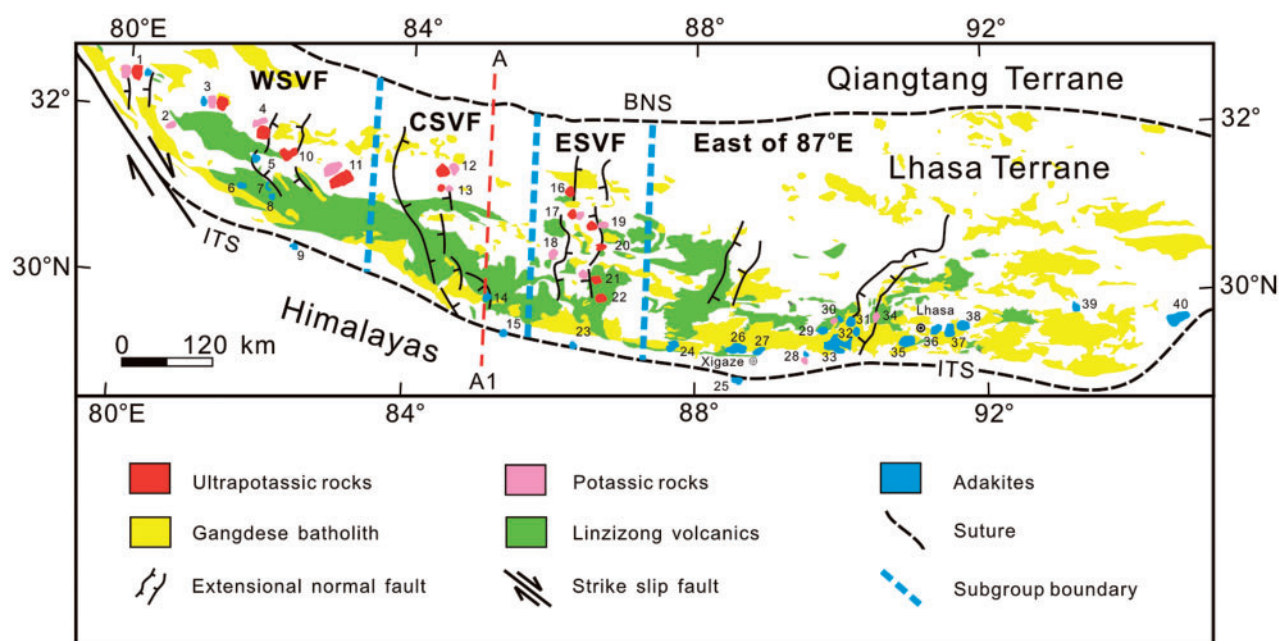 80°E 84° 88° 92°
A
1
WSVF
Qiangtang Terrane
3
32° 32°
2 4
CSVF
BNS
ESVF
East of 87°E
5 10 11 12
Lhasa Terrane
6 7 13 16
8
17 19
18 20
ITS
9
30°N 30°N
21
14 22
Himalayas
15 23
30 31 34 Lhasa 38 39 40
29 32
24 26 27 33 35 36 37
28
Xigaze
25
ITS
0 120 km
A1
80°E 84° 88° 92°
Ultrapotassic rocks Potassic rocks Adakites
Gangdese batholith Linzizong volcanics Suture
Extensional normal fault Strike slip fault Subgroup boundary